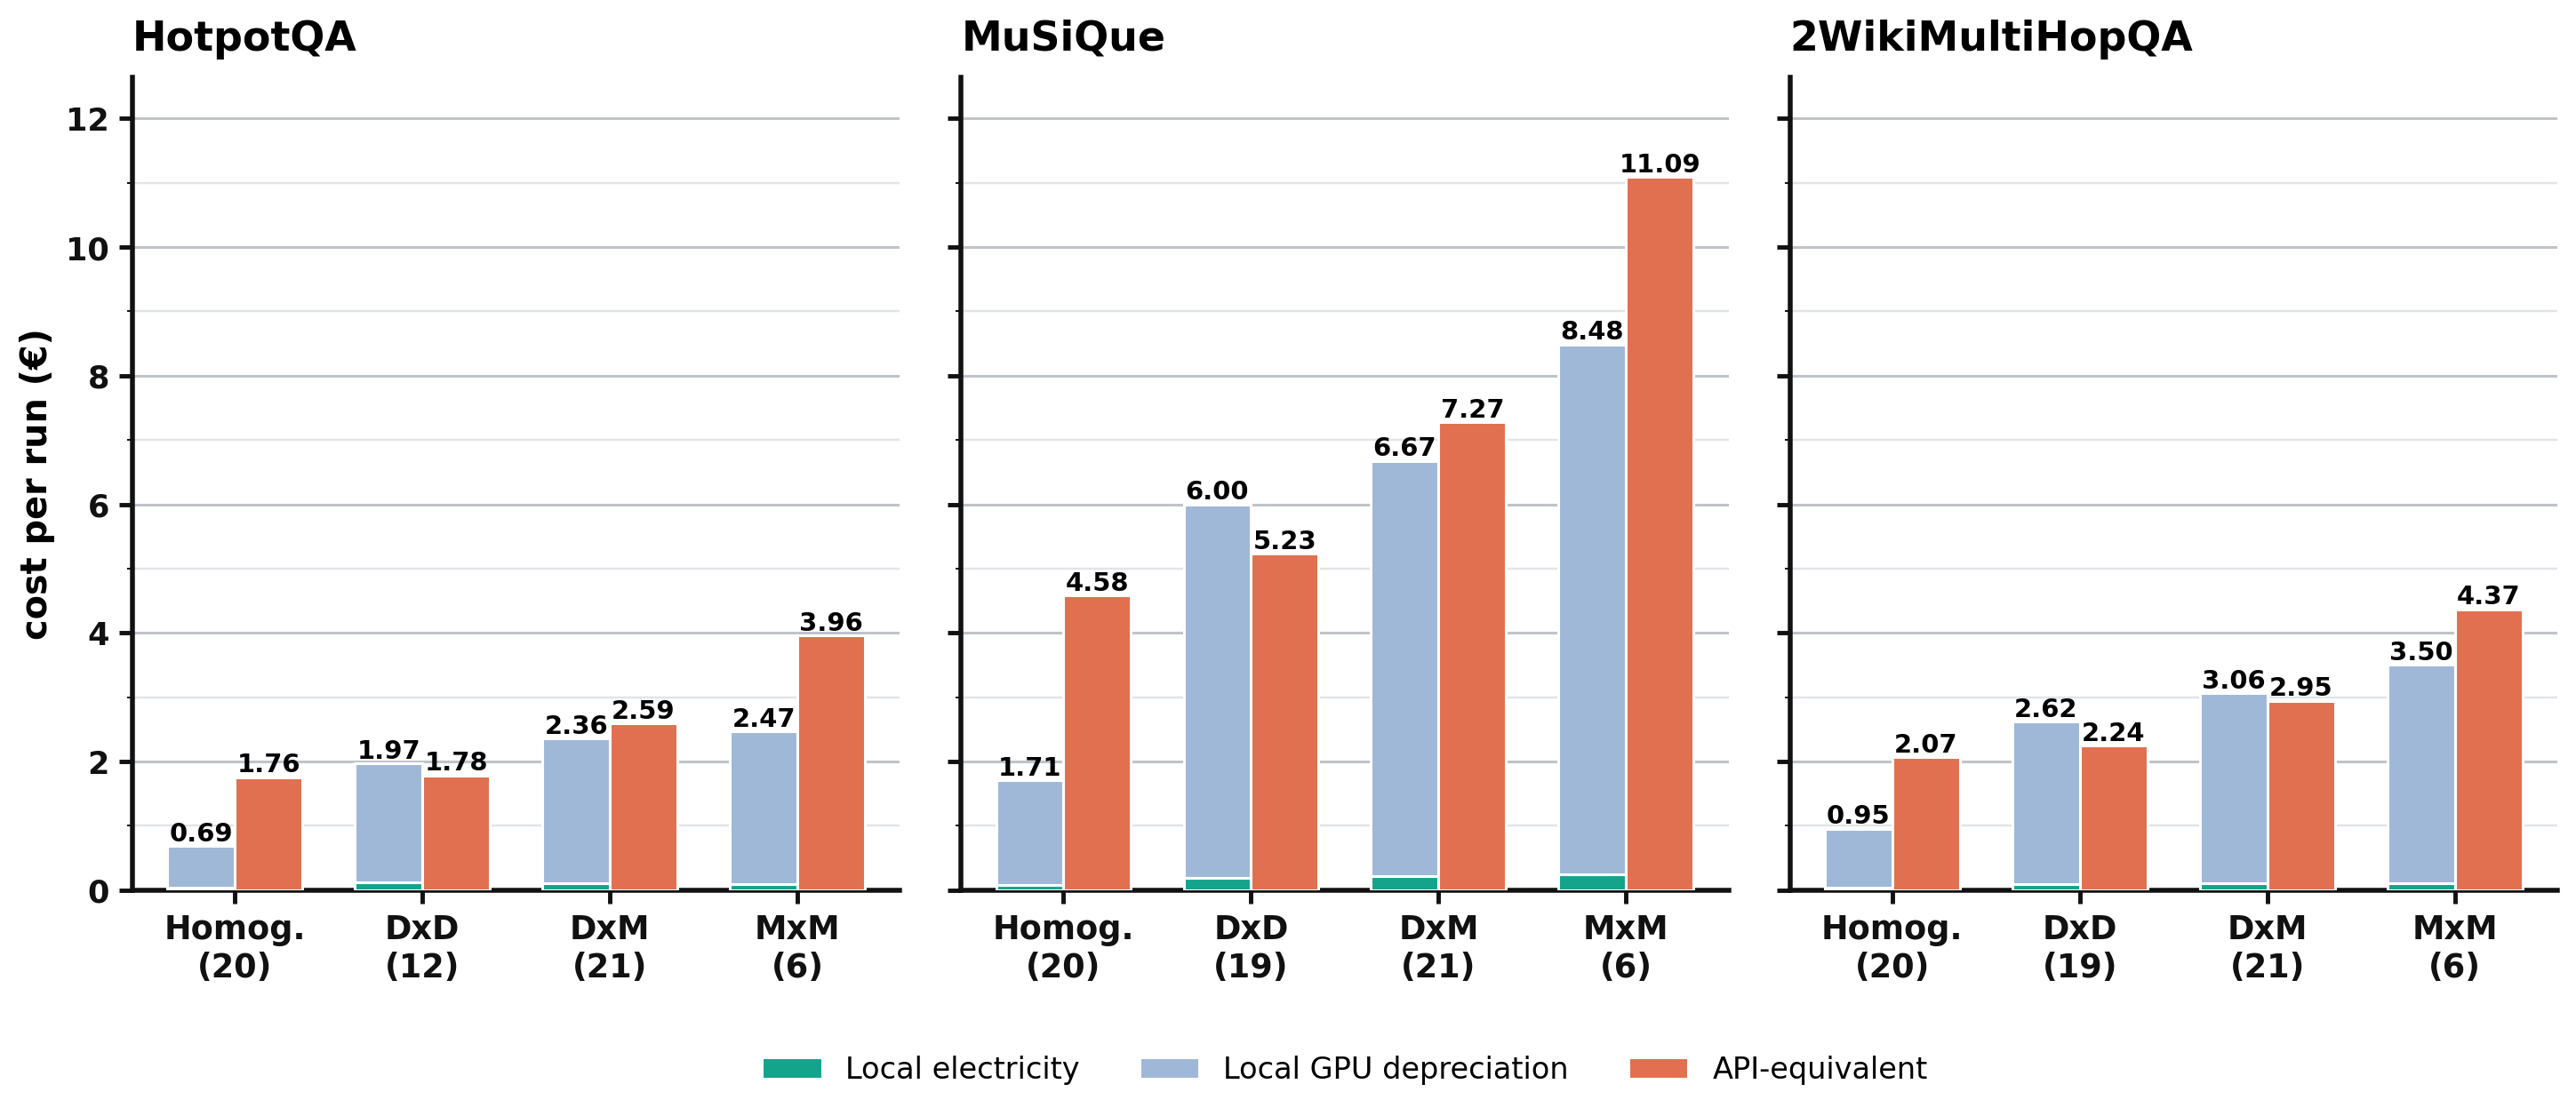 HotpotQA
MuSiQue
2WikiMultiHopQA
cost per run (€)
12
10
8
6
4
2
0
0.69
1.76
1.97
1.78
2.36
2.59
2.47
3.96
Homog.
(20)
DxD
(12)
DxM
(21)
MxM
(6)
1.71
4.58
6.00
5.23
6.67
7.27
8.48
11.09
Homog.
(20)
DxD
(19)
DxM
(21)
MxM
(6)
0.95
2.07
2.62
2.24
3.06
2.95
3.50
4.37
Homog.
(20)
DxD
(19)
DxM
(21)
MxM
(6)
Local electricity
Local GPU depreciation
API-equivalent